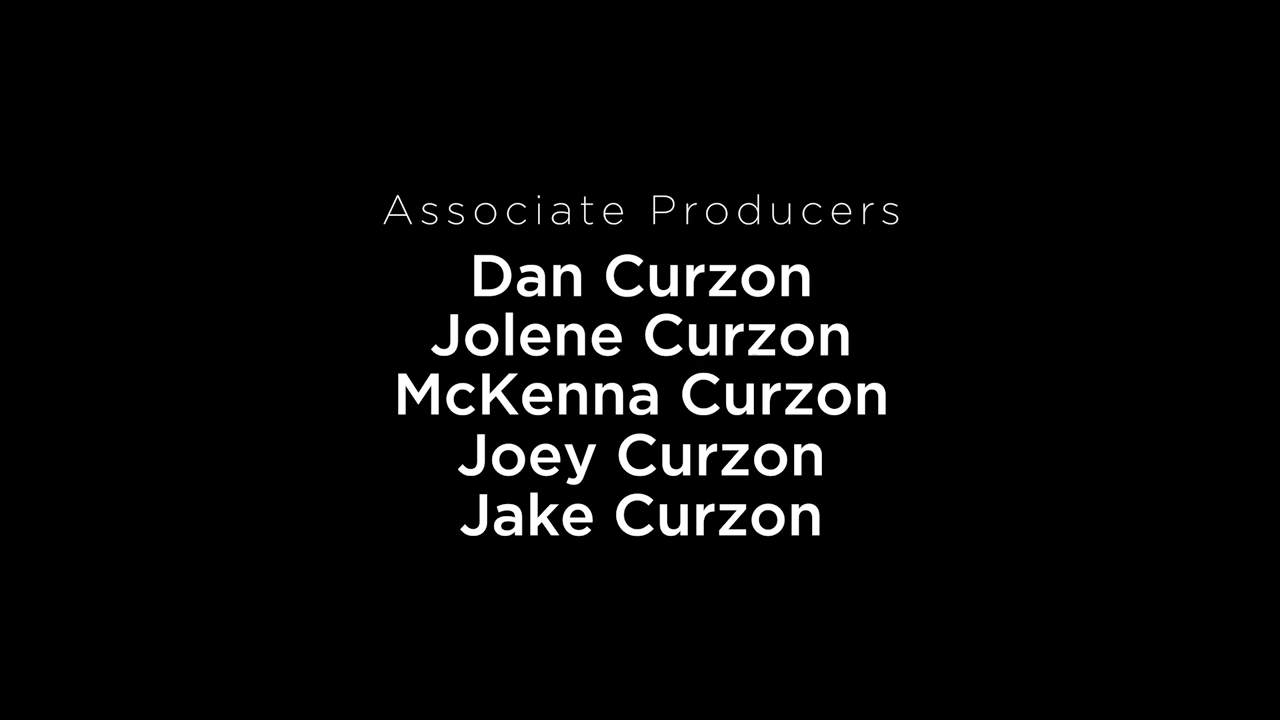 Associate Producers
Dan Curzon
Jolene Curzon
McKenna Curzon
Joey Curzon
Jake Curzon